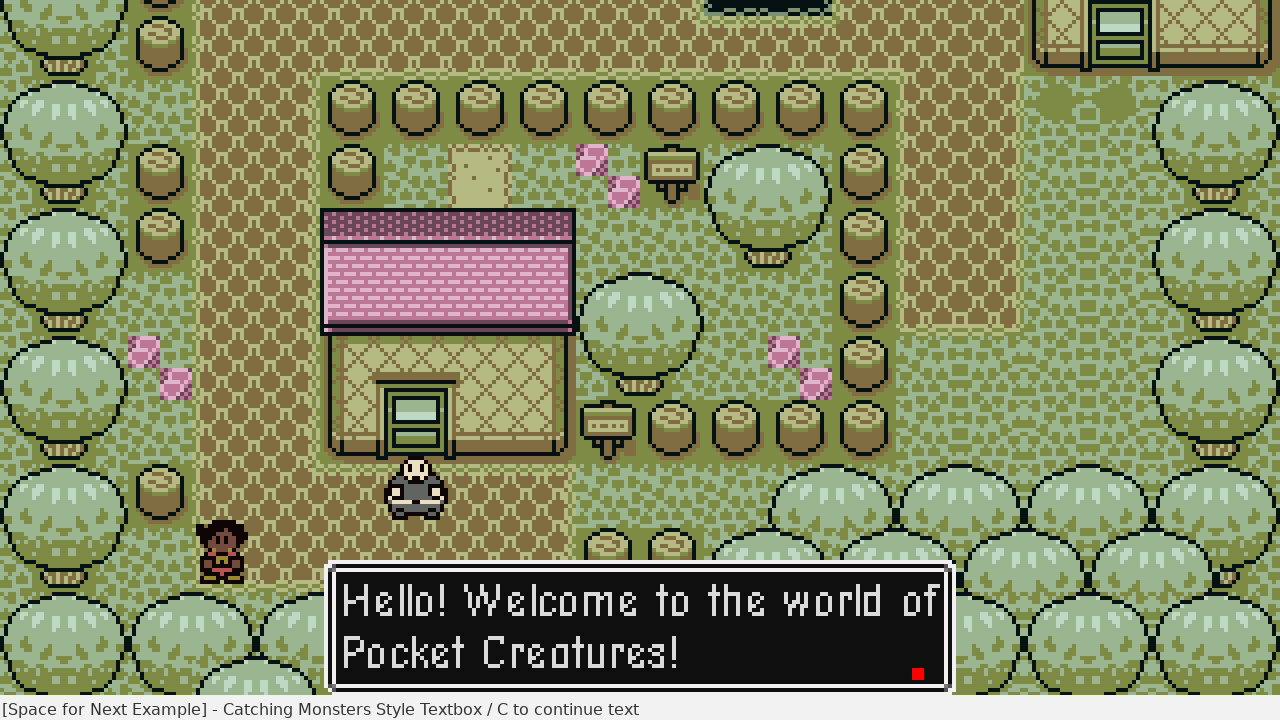 Hello! Welcome to the world of
Pocket Creatures!
[Space for Next Example] - Catching Monsters Style Textbox / C to continue text